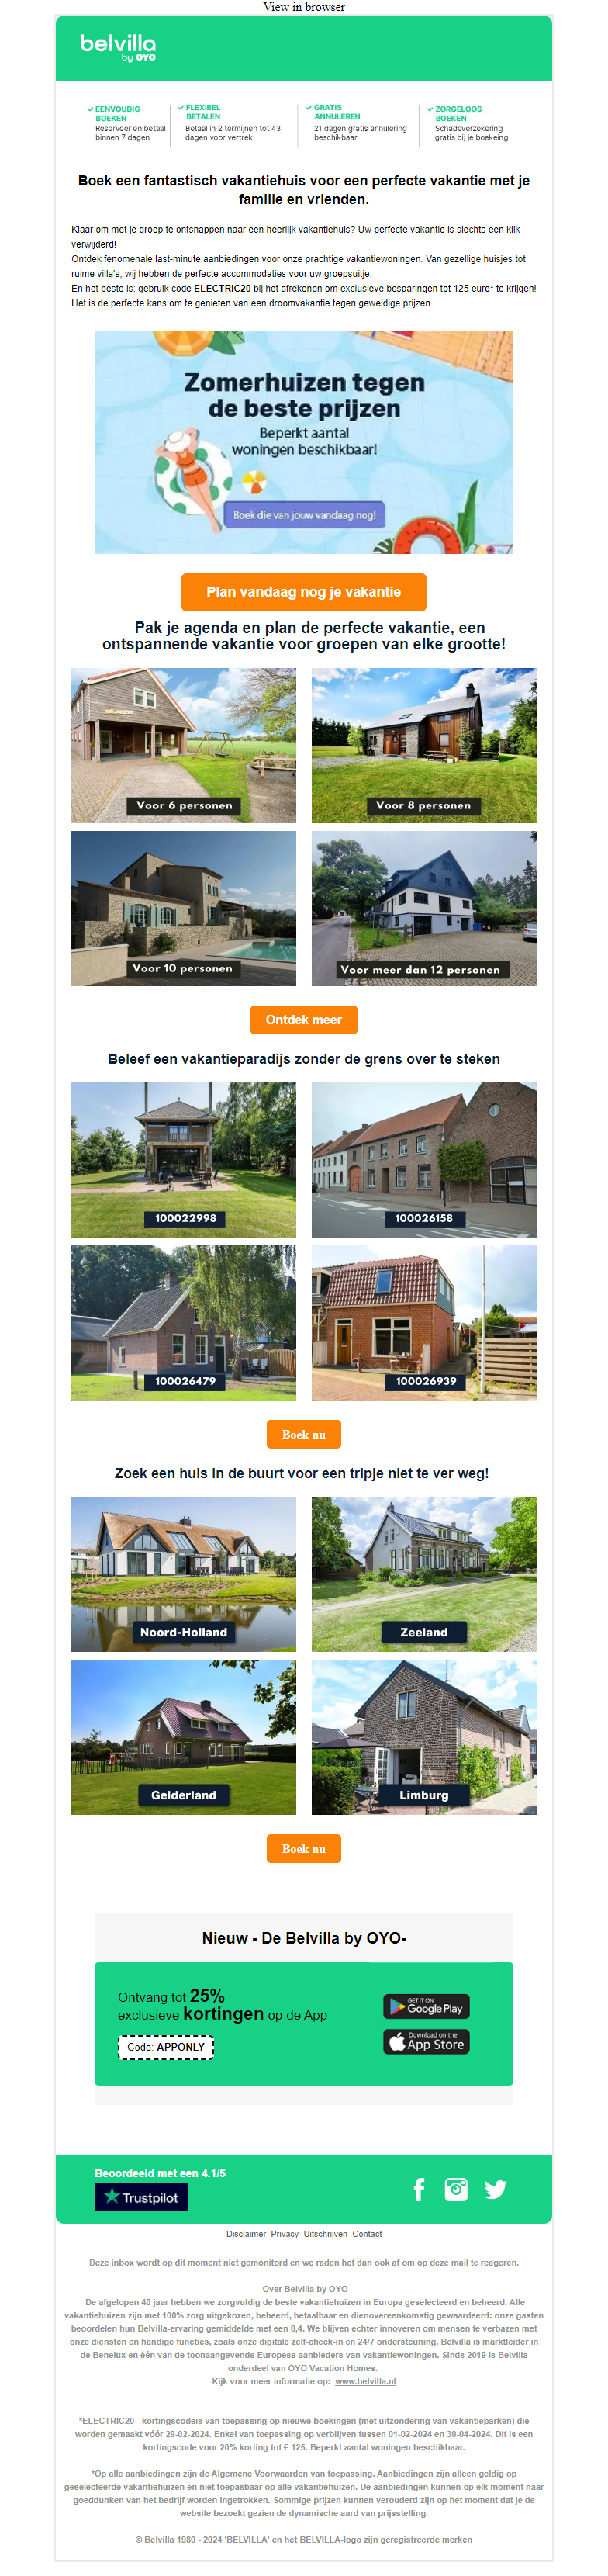 View in browser
belvilla
by OYO
✓ EENVOUDIG
BOEKEN
Reserveer en betaal
binnen 7 dagen
✓ FLEXIBEL
BETALEN
Betaal in 2 termijnen tot 43
dagen voor vertrek
✓ GRATIS
ANNULEREN
21 dagen gratis annulering
beschikbaar
✓ ZORGELOOS
BOEKEN
Schadeverzekering
gratis bij je boekeing
Boek een fantastisch vakantiehuis voor een perfecte vakantie met je
familie en vrienden.
Klaar om met je groep te ontsnappen naar een heerlijk vakantiehuis? Uw perfecte vakantie is slechts een klik
verwijderd!
Ontdek fenomenale last-minute aanbiedingen voor onze prachtige vakantiewoningen. Van gezellige huisjes tot
ruime villa's, wij hebben de perfecte accommodaties voor uw groepsuitje.
En het beste is: gebruik code ELECTRIC20 bij het afrekenen om exclusieve besparingen tot 125 euro* te krijgen!
Het is de perfecte kans om te genieten van een droomvakantie tegen geweldige prijzen.
Zomerhuizen tegen
de beste prijzen
Beperkt aantal
woningen beschikbaar!
Boek die van jouw vandaag nog!
Plan vandaag nog je vakantie
Pak je agenda en plan de perfecte vakantie, een
ontspannende vakantie voor groepen van elke grootte!
Voor 6 personen
Voor 8 personen
Voor 10 personen
Voor meer dan 12 personen
Ontdek meer
Beleef een vakantieparadijs zonder de grens over te steken
100022998
100026158
100026479
100026939
Boek nu
Zoek een huis in de buurt voor een tripje niet te ver weg!
Noord-Holland
Zeeland
Gelderland
Limburg
Boek nu
Nieuw - De Belvilla by OYO-
Ontvang tot 25%
exclusieve kortingen op de App
Code: APPONLY
GET IT ON
Google Play
Download on the
App Store
Beoordeeld met een 4.1/5
Trustpilot
Disclaimer Privacy Uitschrijven Contact
Deze inbox wordt op dit moment niet gemonitord en we raden het dan ook af om op deze mail te reageren.
Over Belvilla by OYO
De afgelopen 40 jaar hebben we zorgvuldig de beste vakantiehuizen in Europa geselecteerd en beheerd. Alle
vakantiehuizen zijn met 100% zorg uitgekozen, beheerd, betaalbaar en dienovereenkomstig gewaardeerd: onze gasten
beoordelen hun Belvilla-ervaring gemiddelde met een 8,4. We blijven echter innoveren om mensen te verbazen met
onze diensten en handige functies, zoals onze digitale zelf-check-in en 24/7 ondersteuning. Belvilla is marktleider in
de Benelux en één van de toonaangevende Europese aanbieders van vakantiewoningen. Sinds 2019 is Belvilla
onderdeel van OYO Vacation Homes.
Kijk voor meer informatie op: www.belvilla.nl
*ELECTRIC20 - kortingscodeis van toepassing op nieuwe boekingen (met uitzondering van vakantieparken) die
worden gemaakt vóór 29-02-2024. Enkel van toepassing op verblijven tussen 01-02-2024 en 30-04-2024. Dit is een
kortingscode voor 20% korting tot € 125. Beperkt aantal woningen beschikbaar.
*Op alle aanbiedingen zijn de Algemene Voorwaarden van toepassing. Aanbiedingen zijn alleen geldig op
geselecteerde vakantiehuizen en niet toepasbaar op alle vakantiehuizen. De aanbiedingen kunnen op elk moment naar
goeddunken van het bedrijf worden ingetrokken. Sommige prijzen kunnen verouderd zijn op het moment dat je de
website bezoekt gezien de dynamische aard van prijsstelling.
© Belvilla 1980 - 2024 'BELVILLA' en het BELVILLA-logo zijn geregistreerde merken